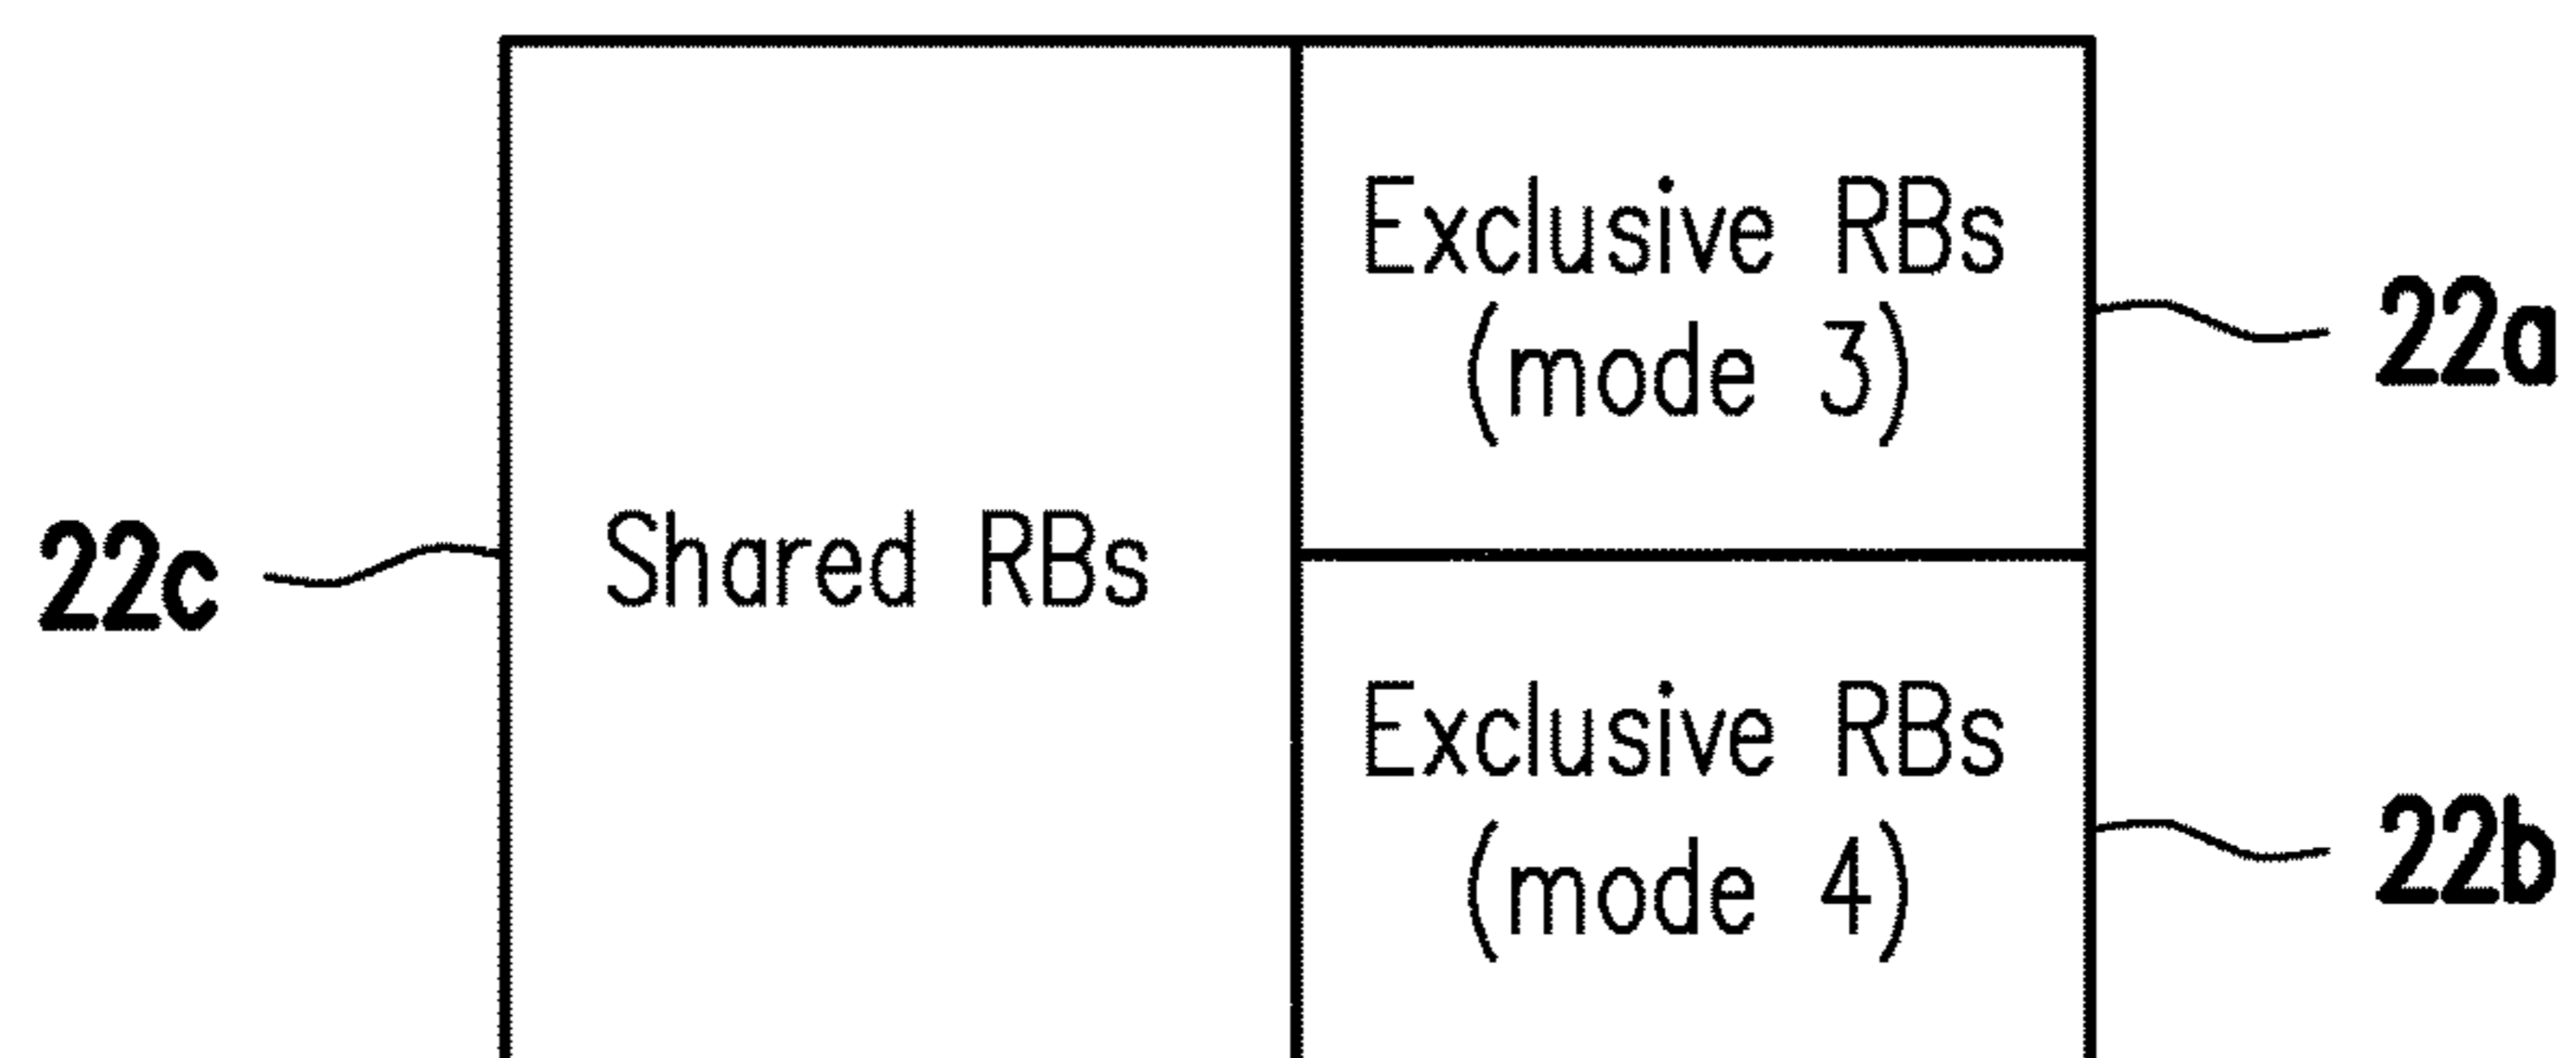 Exclusive RBs
(mode 3)
22a
22c
Shared RBs
Exclusive RBs
(mode 4)
22b